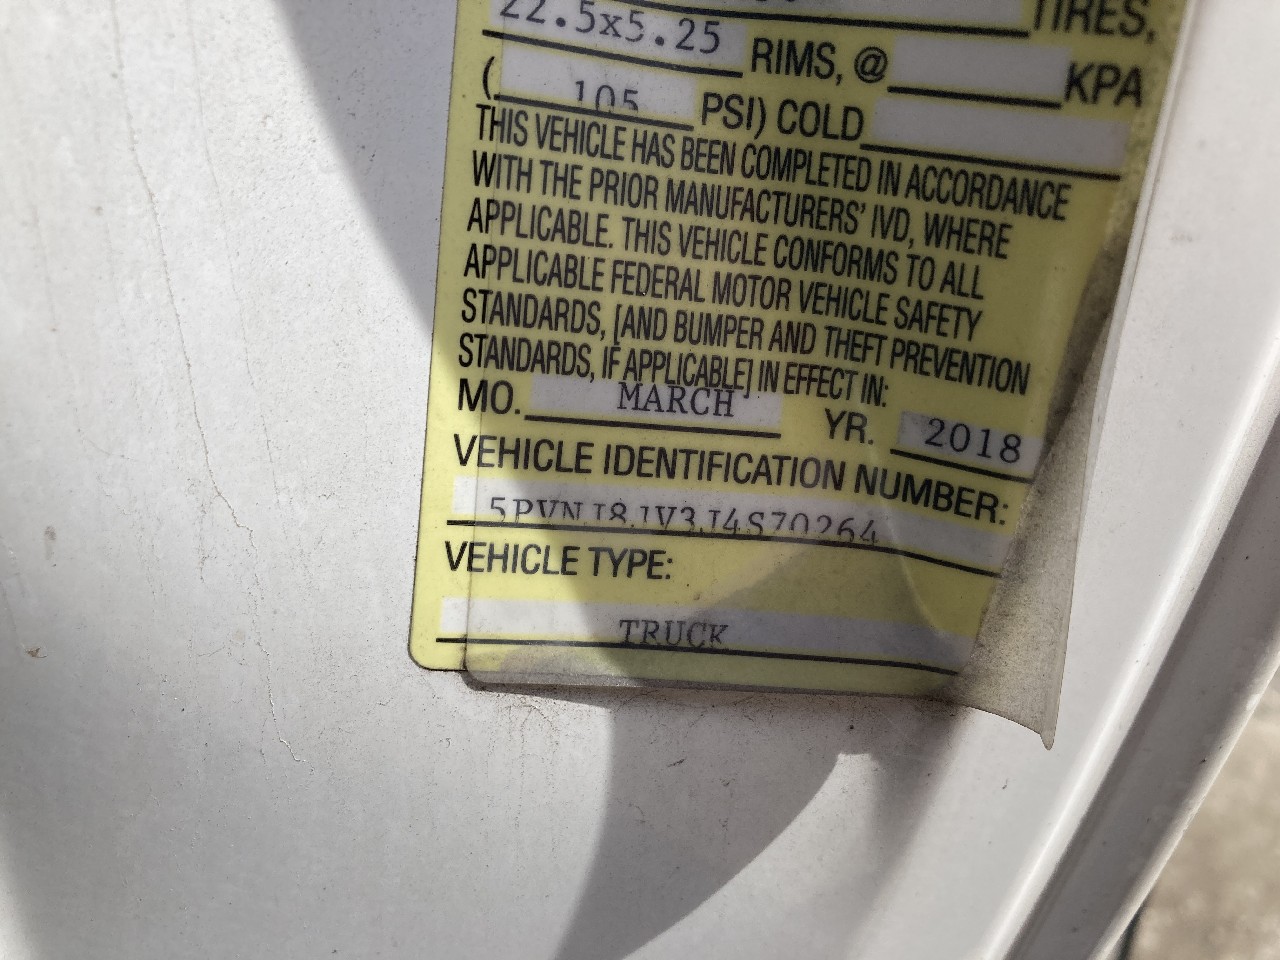 TIRES,
22.5x5.25 RIMS, @ KPA
( 105 PSI) COLD
THIS VEHICLE HAS BEEN COMPLETED IN ACCORDANCE
WITH THE PRIOR MANUFACTURERS' IVD, WHERE
APPLICABLE. THIS VEHICLE CONFORMS TO ALL
APPLICABLE FEDERAL MOTOR VEHICLE SAFETY
STANDARDS, [AND BUMPER AND THEFT PREVENTION
STANDARDS, IF APPLICABLE] IN EFFECT IN:
MO. MARCH YR. 2018
VEHICLE IDENTIFICATION NUMBER:
5PVNJ8JV3J4S70264
VEHICLE TYPE:
TRUCK